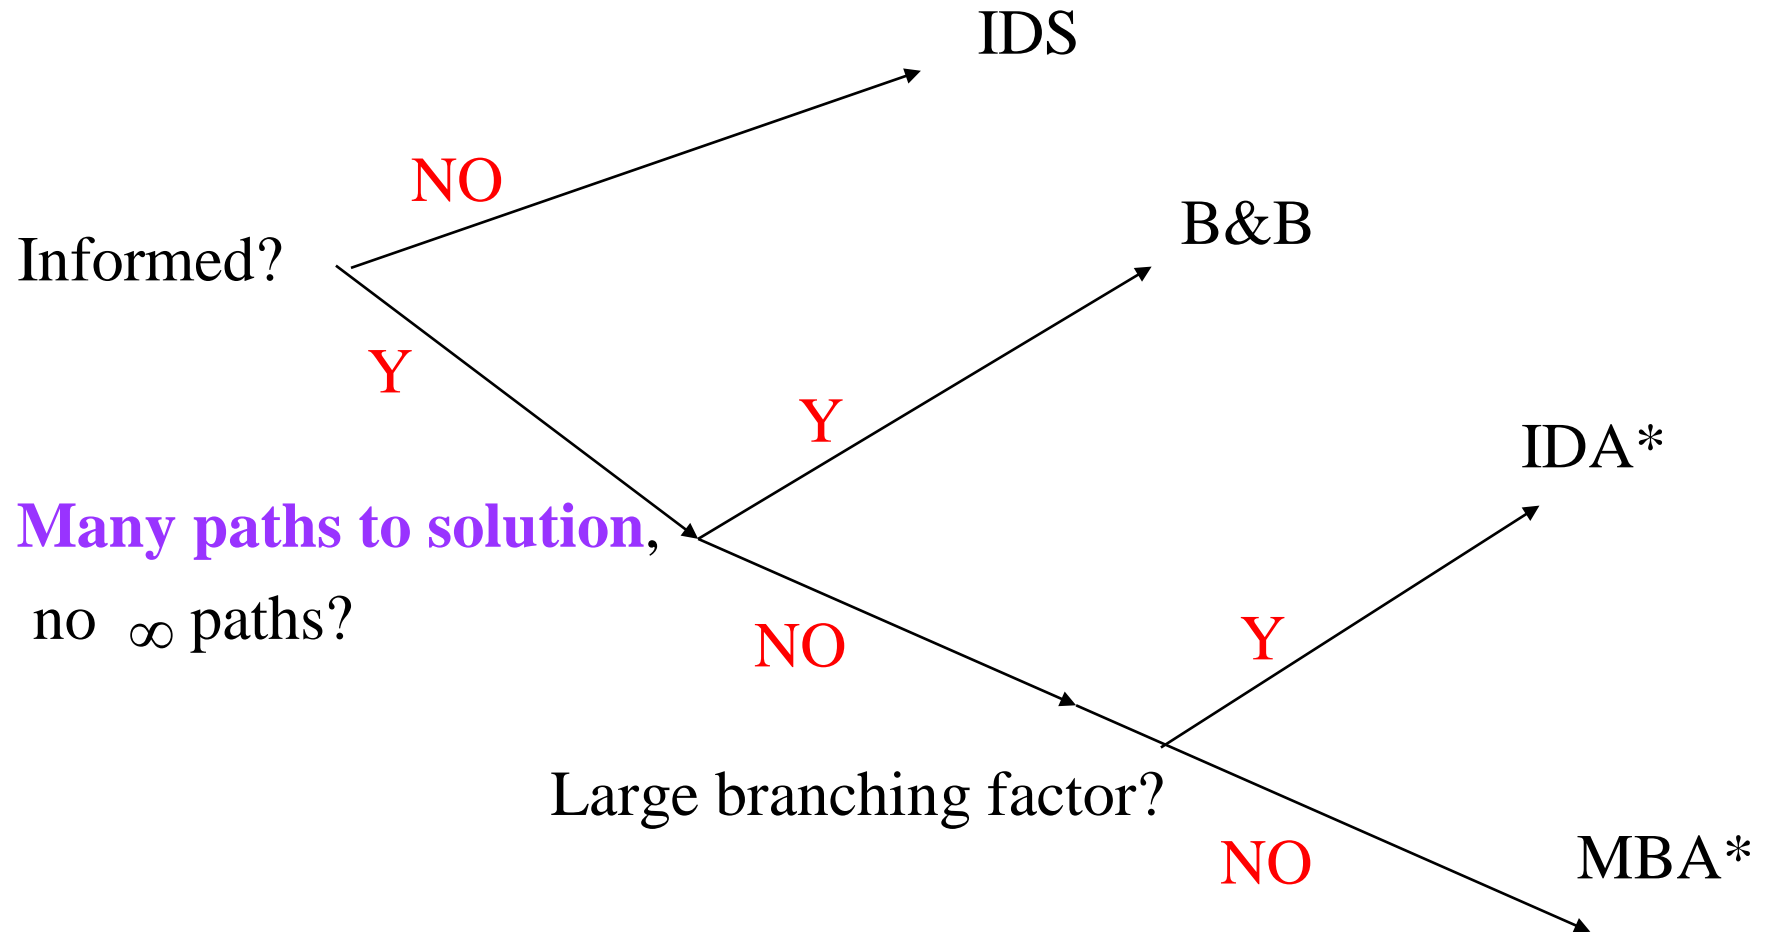 IDS
NO
B&B
Informed?
Y
Y
IDA*
Many paths to solution,
no ∞ paths?
NO
Y
Large branching factor?
NO
MBA*